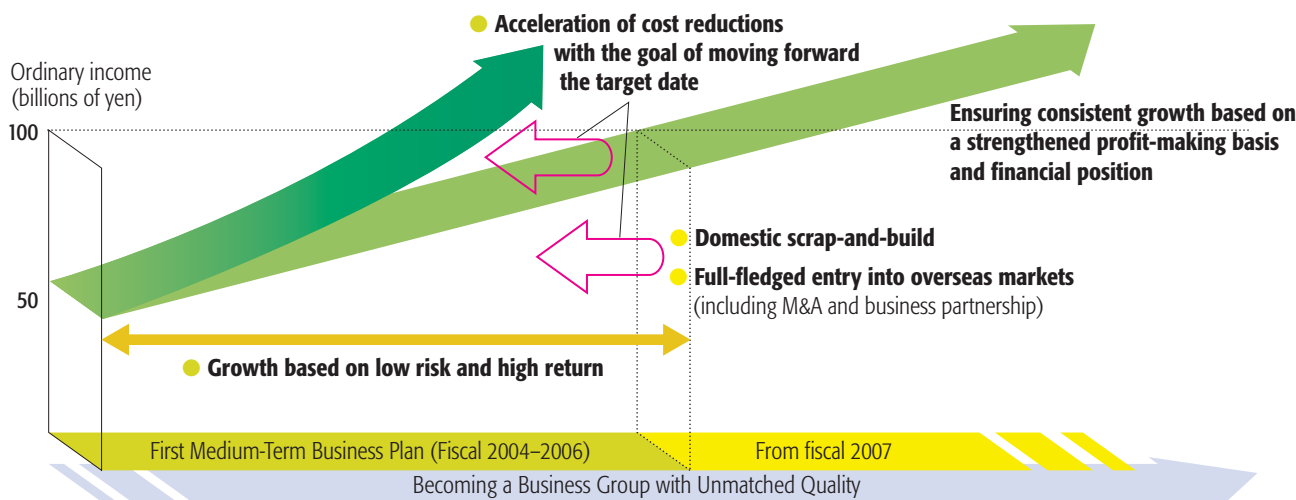 Acceleration of cost reductions
with the goal of moving forward
the target date
Ordinary income
(billions of yen)
100
Ensuring consistent growth based on
a strengthened profit-making basis
and financial position
Domestic scrap-and-build
50
Full-fledged entry into overseas markets
(including M&A and business partnership)
Growth based on low risk and high return
First Medium-Term Business Plan (Fiscal 2004–2006)
From fiscal 2007
Becoming a Business Group with Unmatched Quality